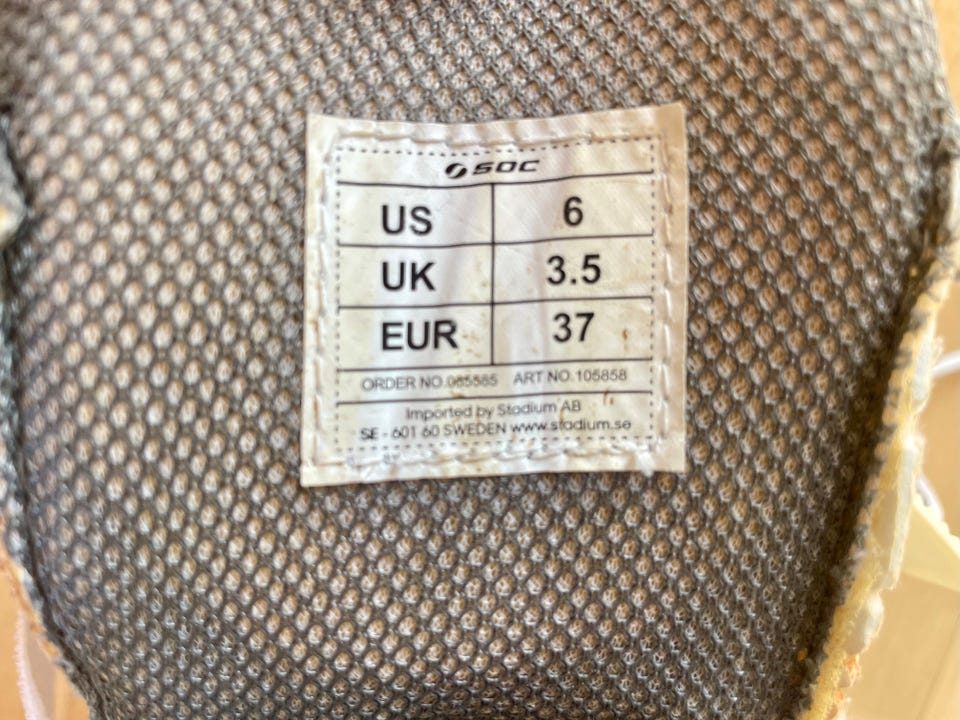 SOC
US 6
UK 3.5
EUR 37
ORDER NO.085885 ART NO.105858
Imported by Stadium AB
SE - 601 60 SWEDEN www.stadium.se